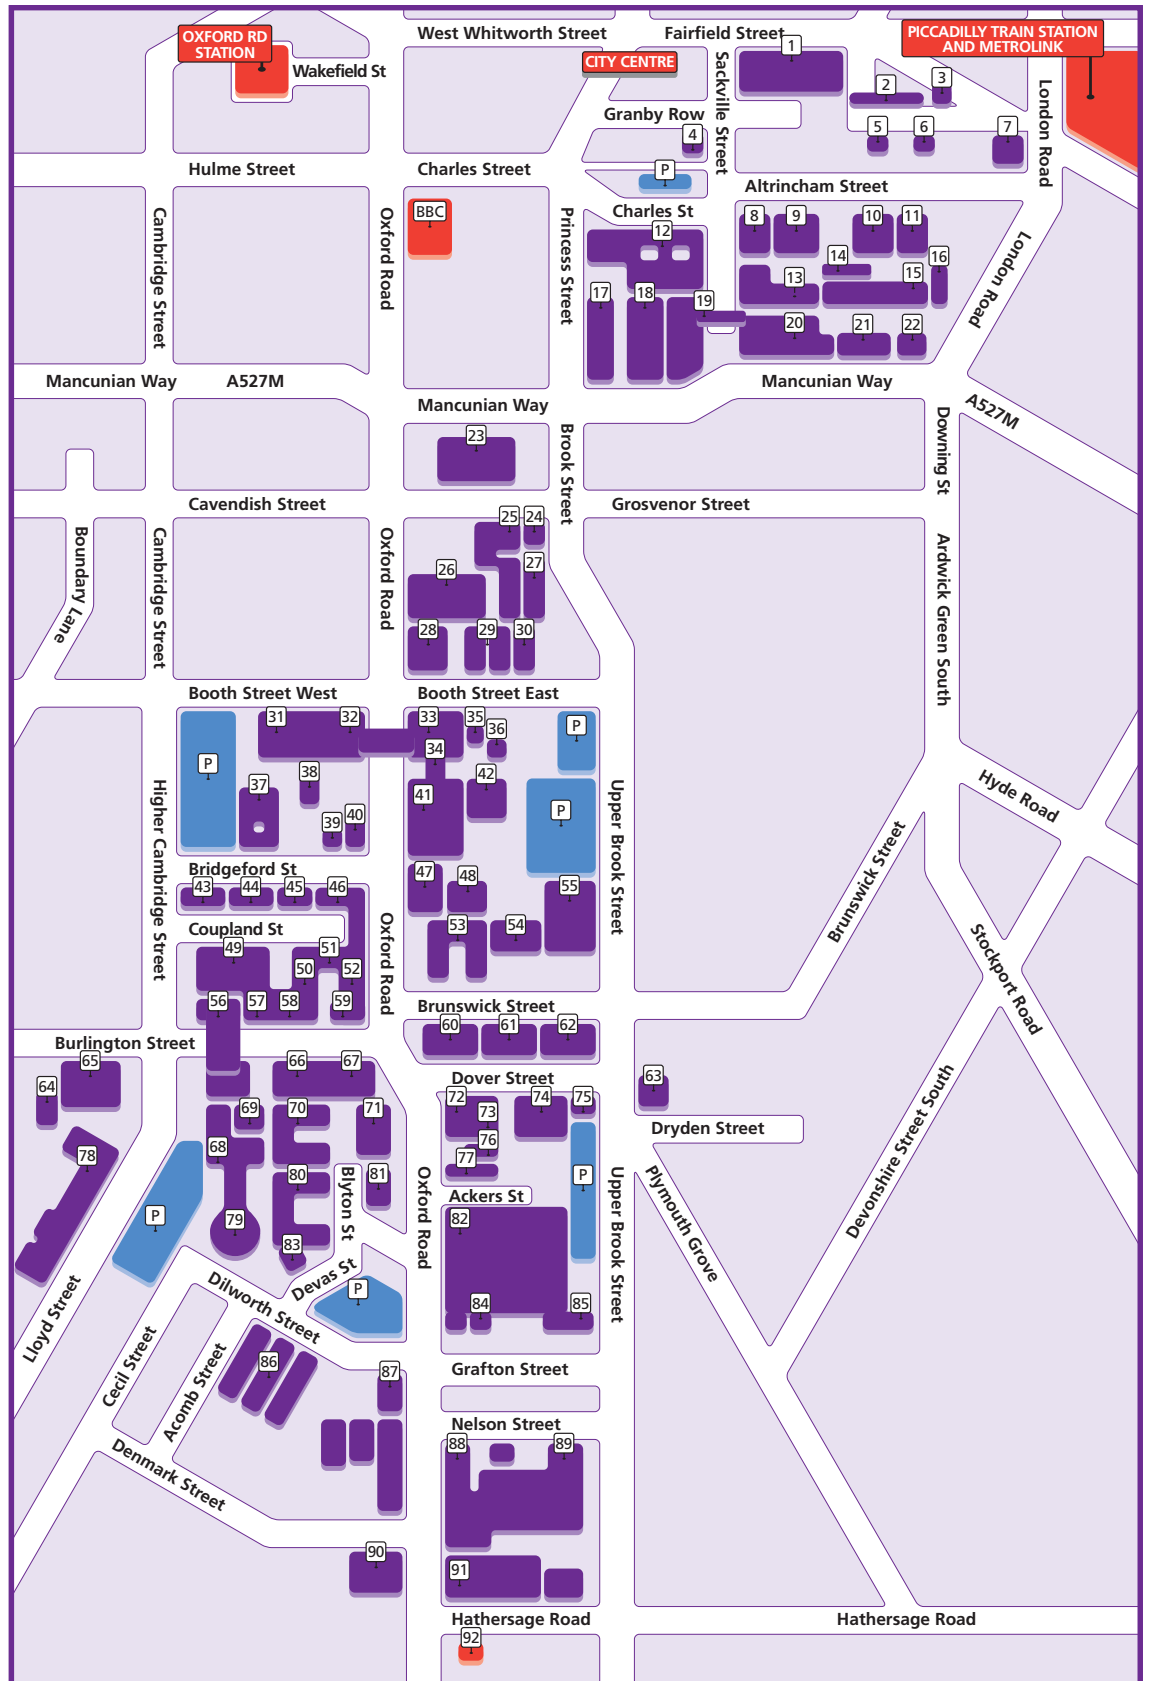 West Whitworth Street
Fairfield Street
OXFORD RD
STATION
PICCADILLY TRAIN STATION
AND METROLINK
1
CITY CENTRE
Wakefield St
Sackville Street
2
3
London Road
Granby Row
4
5
6
7
Hulme Street
Charles Street
P
Altrincham Street
Cambridge Street
Oxford Road
BBC
Princess Street
Charles St
8
9
10
11
12
London Road
14
16
13
15
17
18
19
20
21
22
Mancunian Way
A527M
Mancunian Way
Mancunian Way
A527M
Downing St
23
Brook Street
Cavendish Street
Grosvenor Street
Boundary Lane
Cambridge Street
Oxford Road
25
24
26
27
Ardwick Green South
28
29
30
Booth Street West
Booth Street East
31
32
33
35
36
P
34
P
37
38
42
41
P
39
40
Higher Cambridge Street
Upper Brook Street
Hyde Road
Brunswick Street
Bridgeford St
43
44
45
46
47
48
55
Coupland St
Oxford Road
49
51
53
54
50
52
Stockport Road
56
57
58
59
Brunswick Street
60
61
62
Burlington Street
65
66
67
Dover Street
63
64
69
70
71
72
73
74
75
Dryden Street
Devonshire Street South
68
76
77
78
80
81
Blyton St
Oxford Road
P
Ackers St
Upper Brook Street
Plymouth Grove
P
79
82
83
Devas St
Dilworth Street
P
84
85
Lloyd Street
Cecil Street
Acomb Street
86
87
Grafton Street
Nelson Street
88
89
Denmark Street
90
91
Hathersage Road
Hathersage Road
92